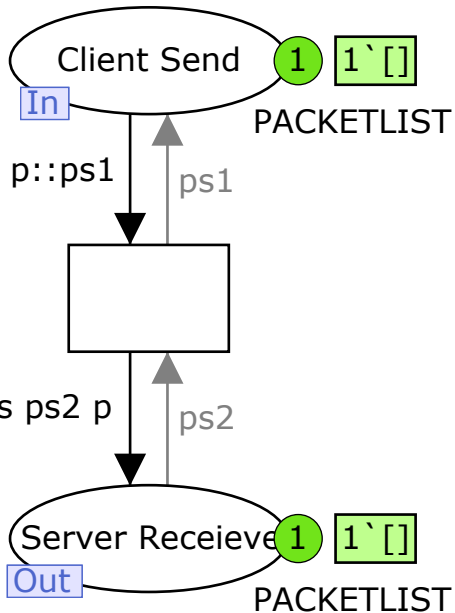 Client Send
1
1`[]
In
PACKETLIST
p::ps1
ps1
s ps2 p
ps2
Server Receieve
1
1`[]
Out
PACKETLIST